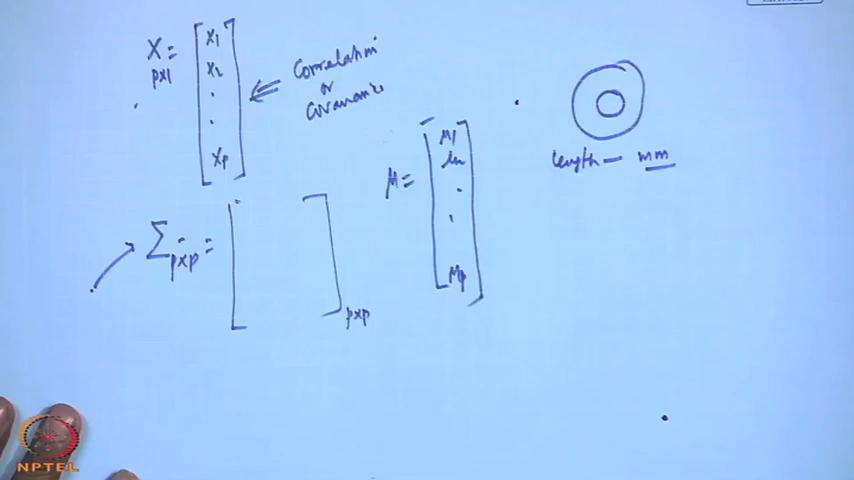 X =
p×1
x1
x2
.
.
xp
Correlation
or
Covariance
μ =
μ1
μ2
.
.
μp
length — mm
Σ p×p =
p×p
NPTEL